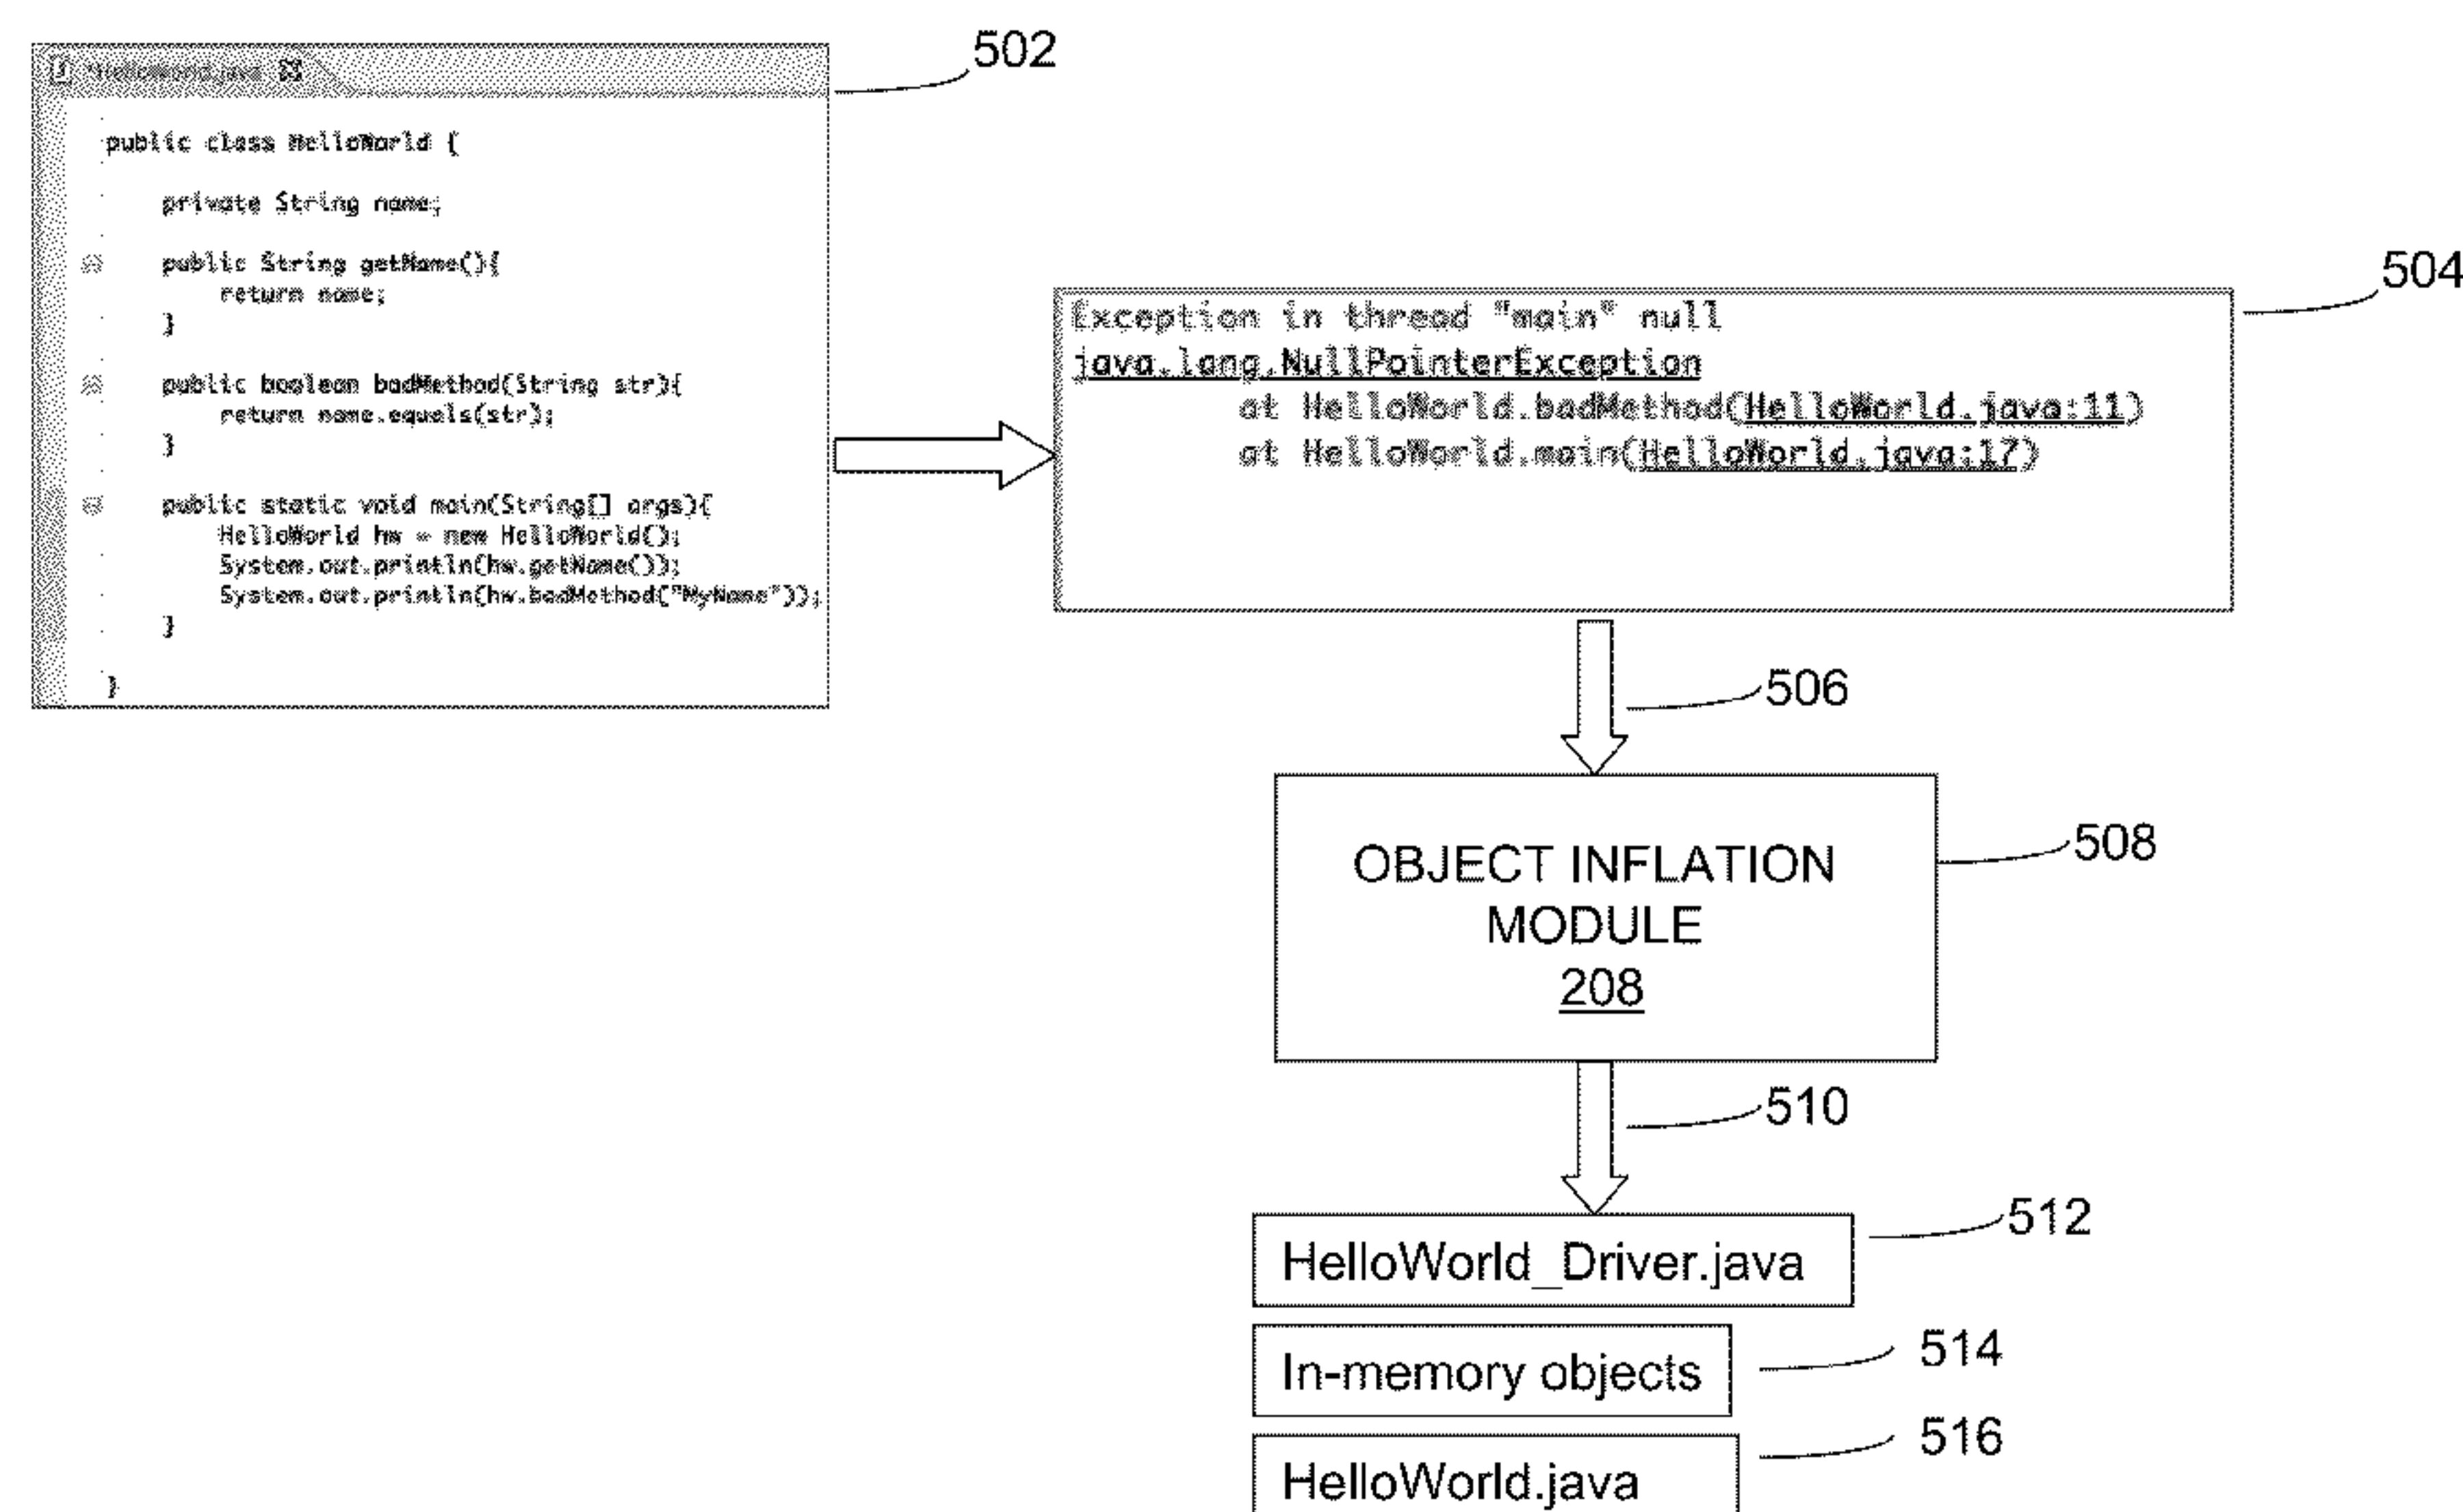 *HelloWorld.java
502
public class HelloWorld {
private String name;
public String getName(){
return name;
}
public boolean badMethod(String str){
return name.equals(str);
}
public static void main(String[] args){
HelloWorld hw = new HelloWorld();
System.out.println(hw.getName());
System.out.println(hw.badMethod("MyName"));
}
}
504
Exception in thread "main" null
java.lang.NullPointerException
at HelloWorld.badMethod(HelloWorld.java:11)
at HelloWorld.main(HelloWorld.java:17)
506
OBJECT INFLATION
MODULE
208
508
510
HelloWorld_Driver.java
512
In-memory objects
514
HelloWorld.java
516